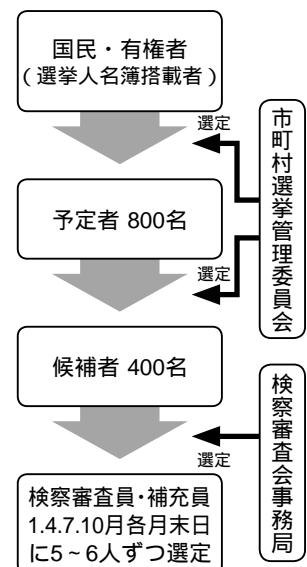 国民・有権者
（選挙人名簿搭載者）
選定
市町村選挙管理委員会
予定者 800名
選定
候補者 400名
選定
検察審査会事務局
検察審査員・補充員
1.4.7.10月各月末日
に5～6人ずつ選定